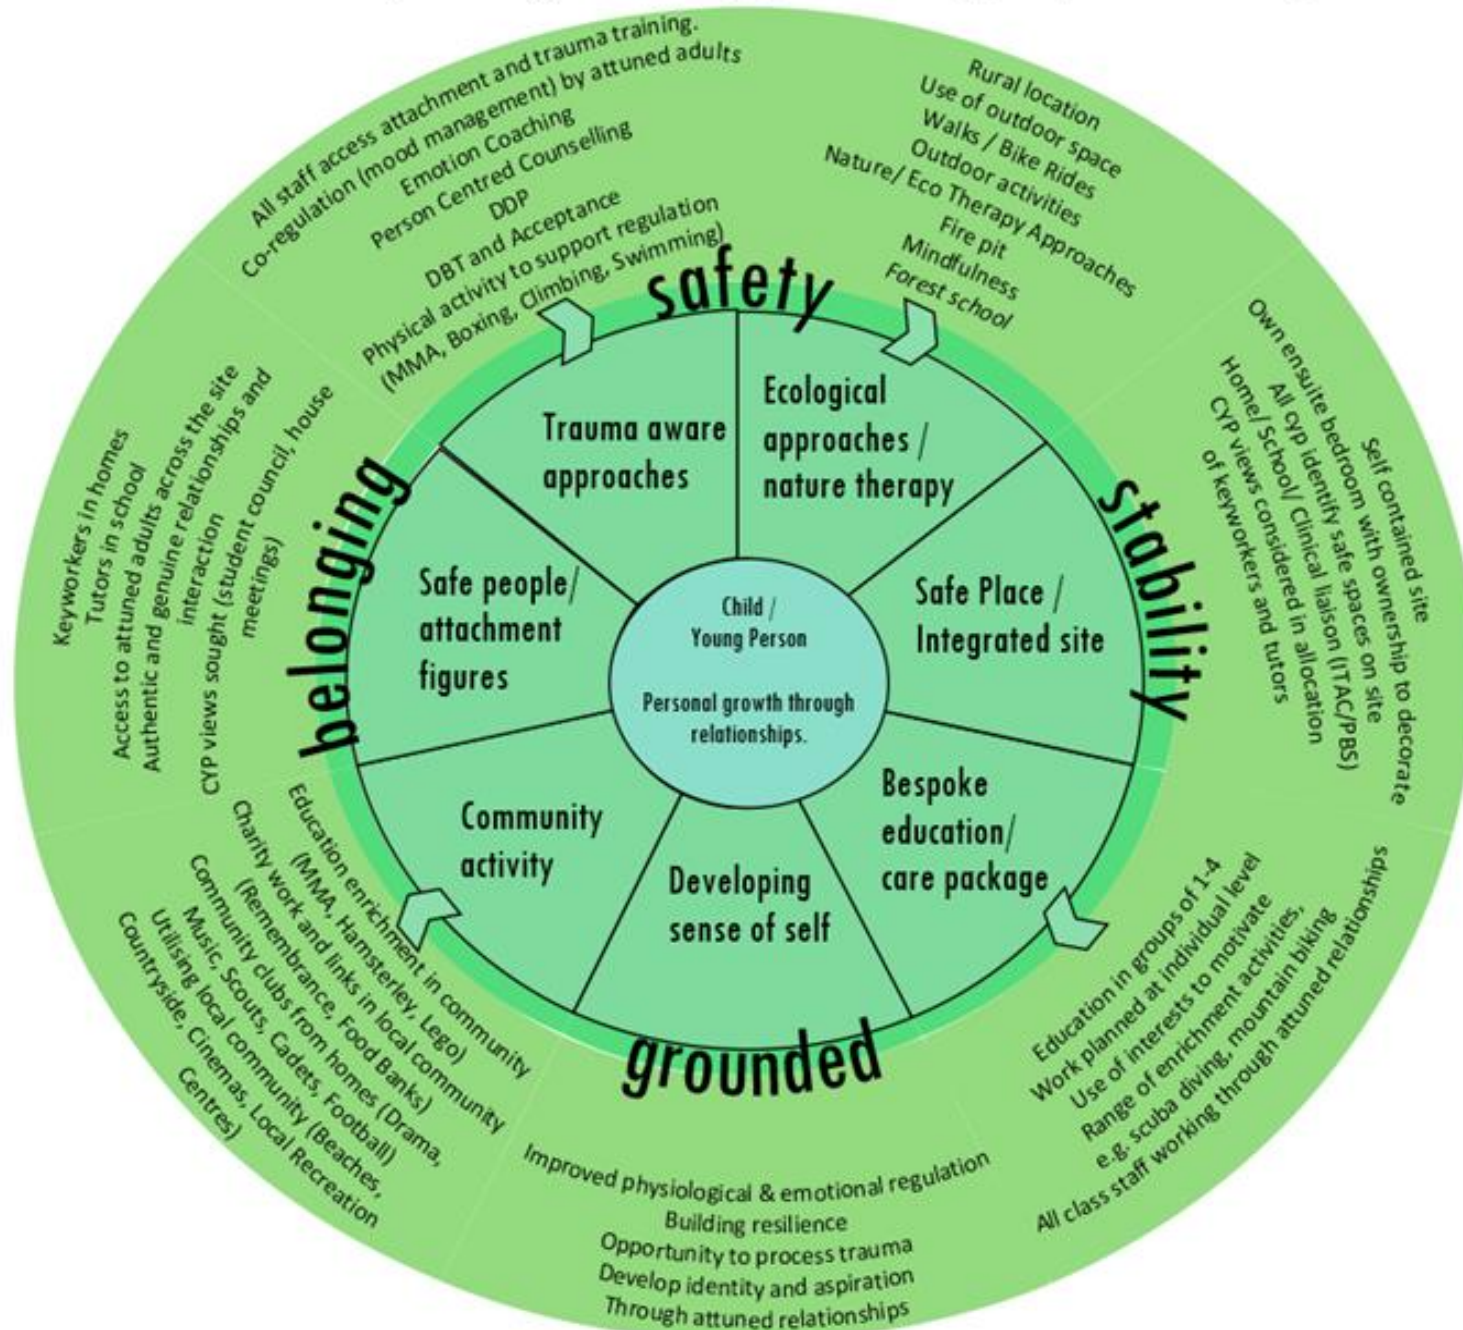 All staff access attachment and trauma training.
Co-regulation (mood management) by attuned adults
Emotion Coaching
Person Centred Counselling
DDP
DBT and Acceptance
Physical activity to support regulation
(MMA, Boxing, Climbing, Swimming)
Rural location
Use of outdoor space
Walks / Bike Rides
Outdoor activities
Nature/ Eco Therapy Approaches
Fire pit
Mindfulness
Forest school
Self contained site
Own ensuite bedroom with ownership to decorate
All cyp identify safe spaces on site
Home/ School/ Clinical liaison (ITAC/PBS)
CYP views considered in allocation
of keyworkers and tutors
Education in groups of 1-4
Work planned at individual level
Use of interests to motivate
Range of enrichment activities,
e.g. scuba diving, mountain biking
All class staff working through attuned relationships
Improved physiological & emotional regulation
Building resilience
Opportunity to process trauma
Develop identity and aspiration
Through attuned relationships
Education enrichment in community
(MMA, Hamsterley, Lego)
Charity work and links in local community
(Remembrance, Food Banks)
Community clubs from homes (Drama,
Music, Scouts, Cadets, Football)
Utilising local community (Beaches,
Countryside, Cinemas, Local Recreation
Centres)
Keyworkers in homes
Tutors in school
Access to attuned adults across the site
Authentic and genuine relationships and
interaction
CYP views sought (student council, house
meetings)
safety
stability
grounded
belonging
Trauma aware
approaches
Ecological
approaches /
nature therapy
Safe Place /
Integrated site
Bespoke
education/
care package
Developing
sense of self
Community
activity
Safe people/
attachment
figures
Child /
Young Person
Personal growth through
relationships.